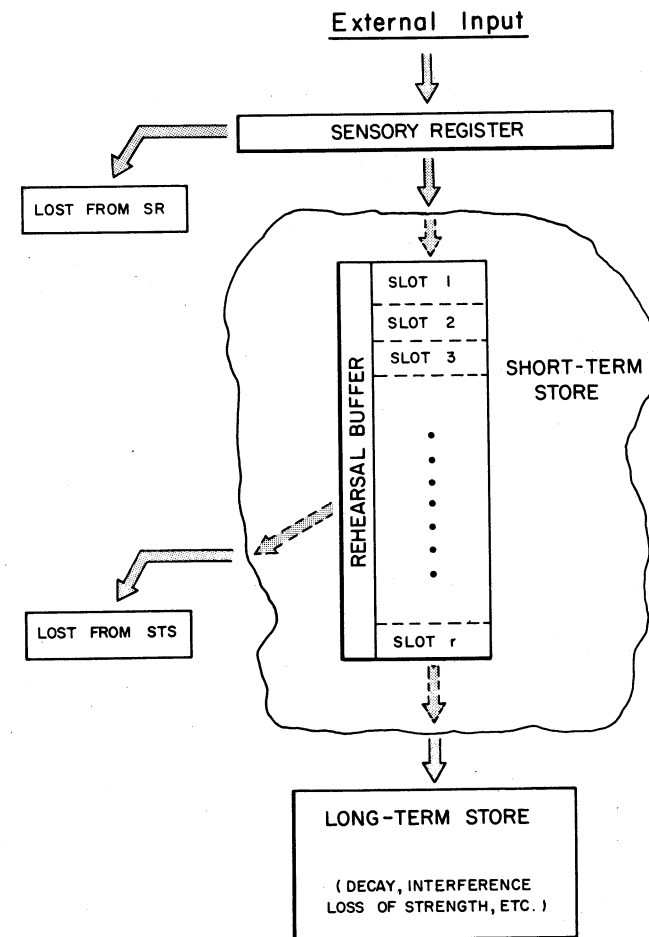 External Input
SENSORY REGISTER
LOST FROM SR
SLOT 1
SLOT 2
SLOT 3
SHORT-TERM
STORE
REHEARSAL BUFFER
LOST FROM STS
SLOT r
LONG-TERM STORE
(DECAY, INTERFERENCE
LOSS OF STRENGTH, ETC.)